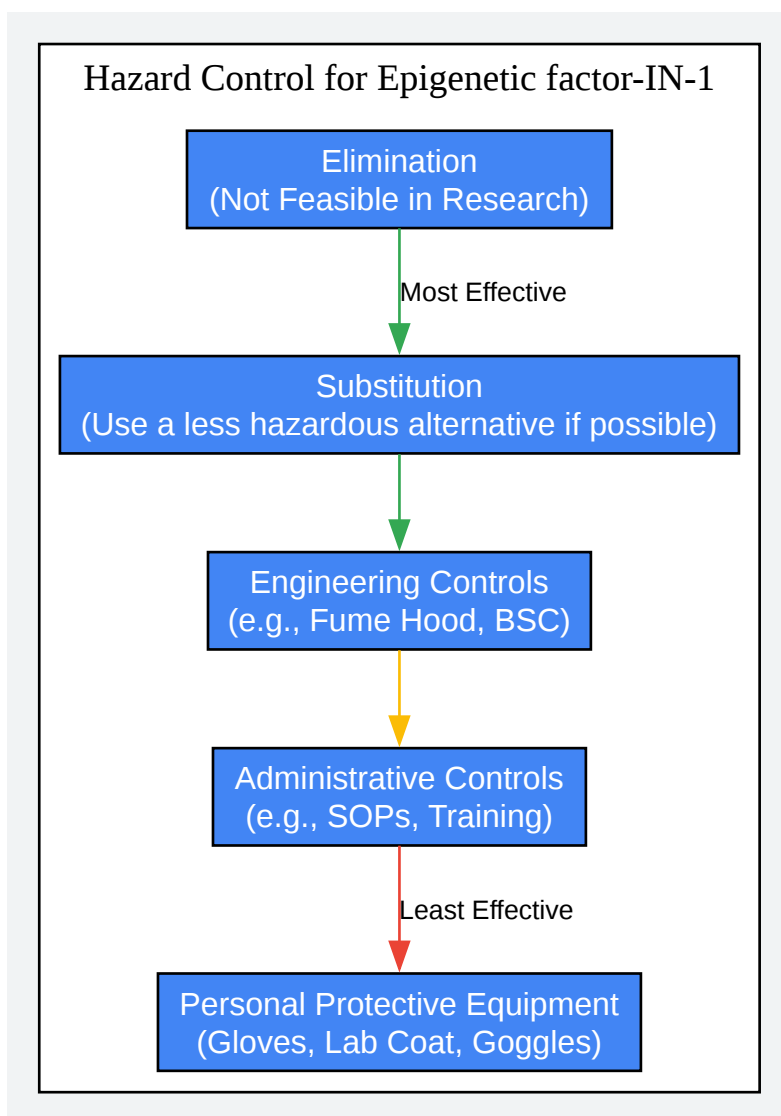 Hazard Control for Epigenetic factor-IN-1
Elimination
(Not Feasible in Research)
Most Effective
Substitution
(Use a less hazardous alternative if possible)
Engineering Controls
(e.g., Fume Hood, BSC)
Administrative Controls
(e.g., SOPs, Training)
Least Effective
Personal Protective Equipment
(Gloves, Lab Coat, Goggles)